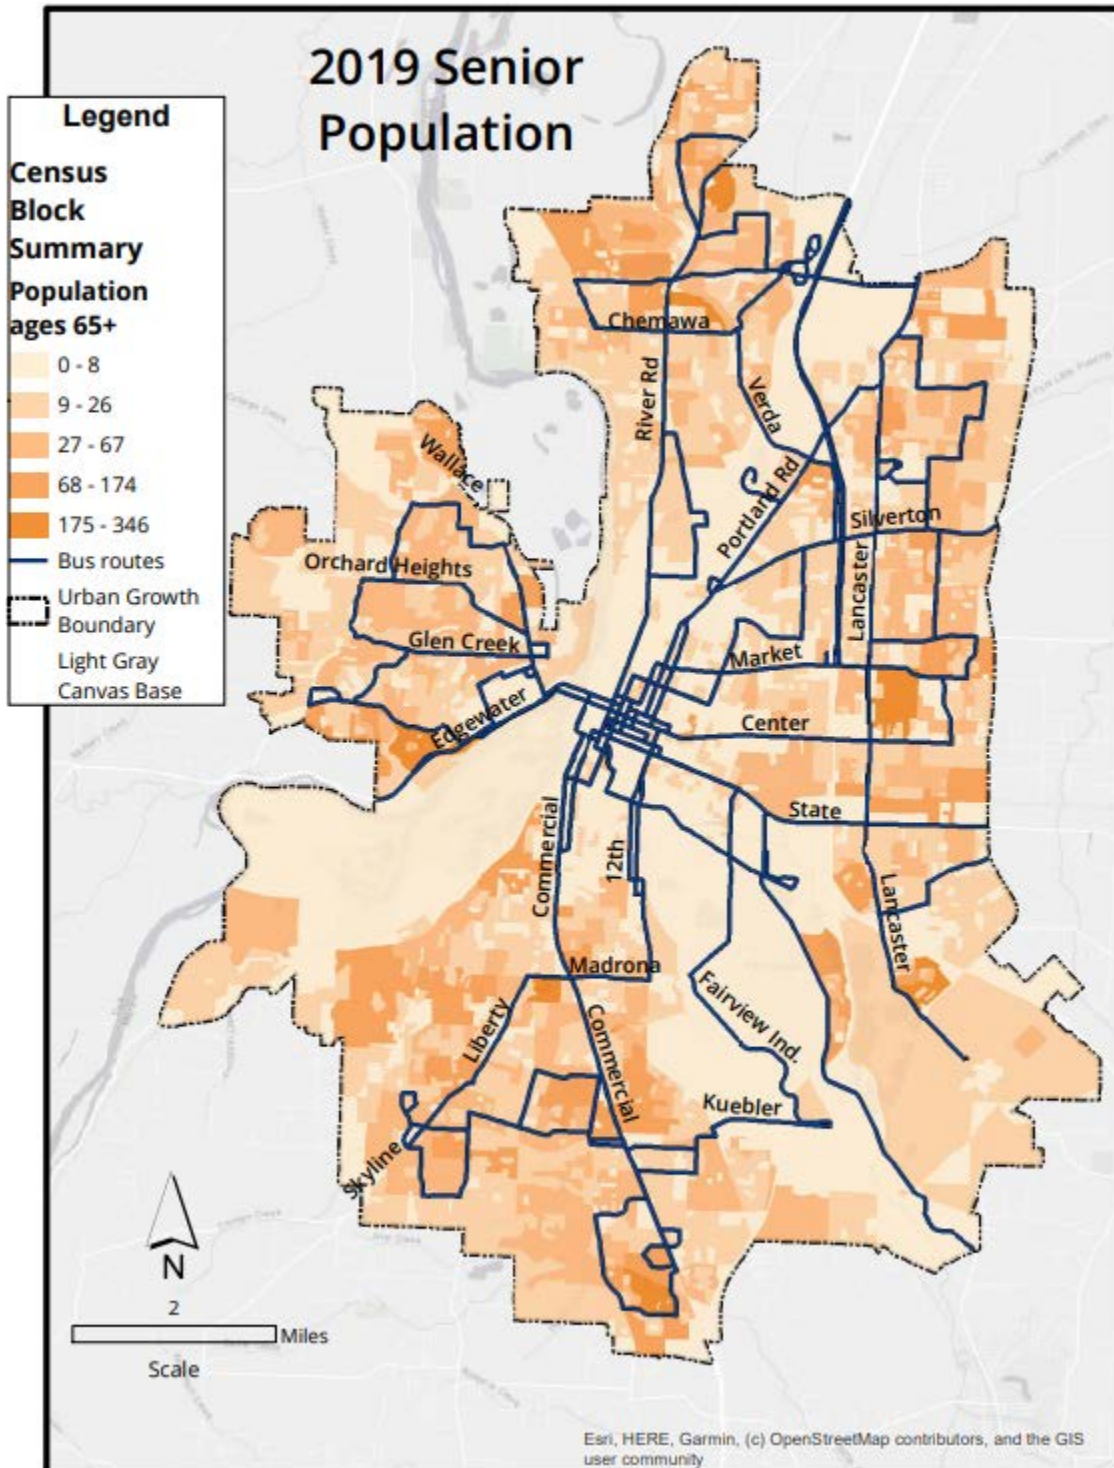 2019 Senior
Population
Legend
Census
Block
Summary
Population
ages 65+
0 - 8
9 - 26
27 - 67
68 - 174
175 - 346
Bus routes
Urban Growth
Boundary
Light Gray
Canvas Base
Chemawa
River Rd
Verda
Wallace
Portland Rd
Silverton
Orchard Heights
Lancaster
Glen Creek
Market
Edgewater
Center
State
Commercial
12th
Lancaster
Madrona
Liberty
Commercial
Fairview Ind.
Kuebler
Skyline
N
2
Miles
Scale
Esri, HERE, Garmin, (c) OpenStreetMap contributors, and the GIS
user community